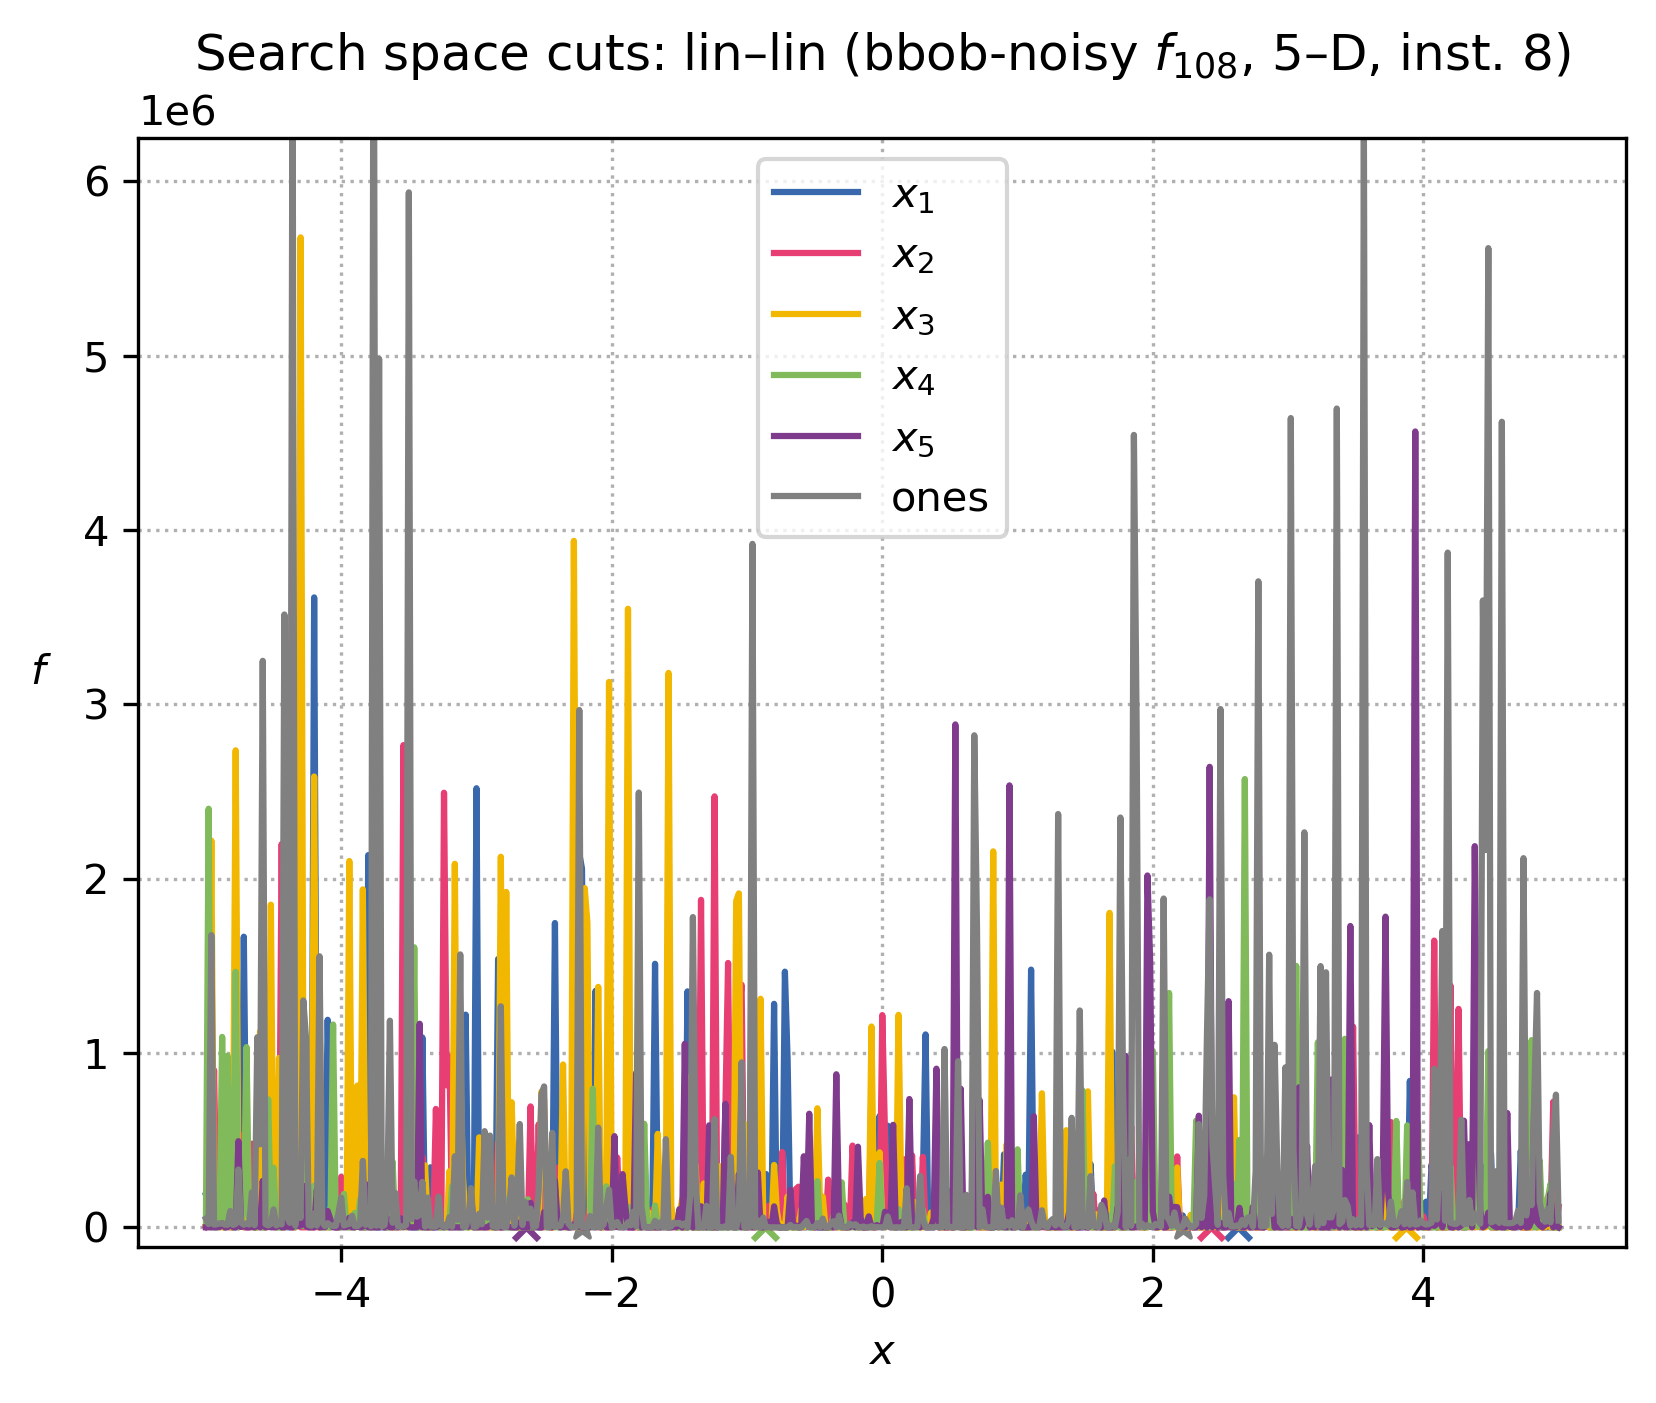 Search space cuts: lin–lin (bbob-noisy f₁₀₈, 5–D, inst. 8)
1e6
6
5
4
3
2
1
0
f
x₁
x₂
x₃
x₄
x₅
ones
−4
−2
0
2
4
x